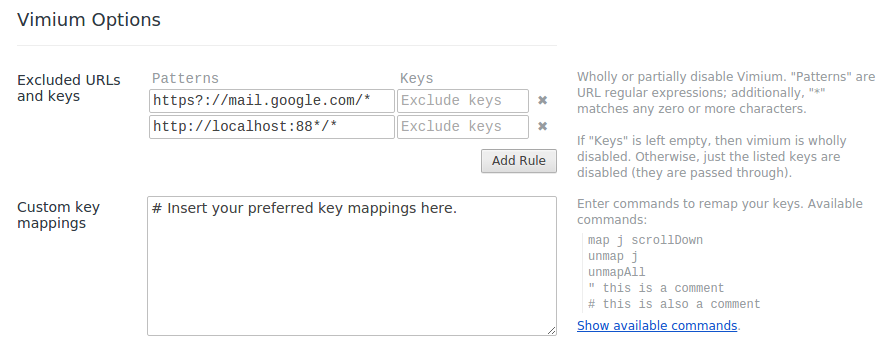 Vimium Options
Excluded URLs
and keys
Patterns Keys
https?://mail.google.com/* Exclude keys ✖
http://localhost:88*/* Exclude keys ✖
Add Rule
Wholly or partially disable Vimium. "Patterns" are
URL regular expressions; additionally, "*"
matches any zero or more characters.
If "Keys" is left empty, then vimium is wholly
disabled. Otherwise, just the listed keys are
disabled (they are passed through).
Custom key
mappings
# Insert your preferred key mappings here.
Enter commands to remap your keys. Available
commands:
map j scrollDown
unmap j
unmapAll
" this is a comment
# this is also a comment
Show available commands.